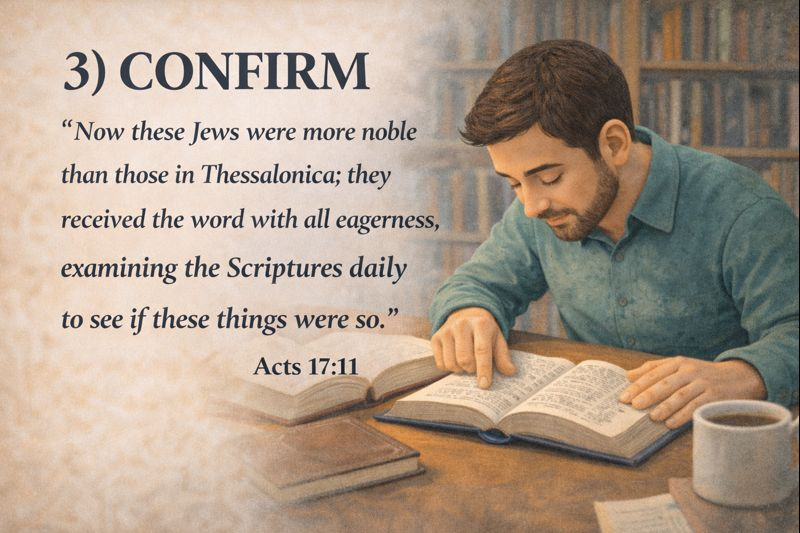 3) CONFIRM
“Now these Jews were more noble
than those in Thessalonica; they
received the word with all eagerness,
examining the Scriptures daily
to see if these things were so.”
Acts 17:11